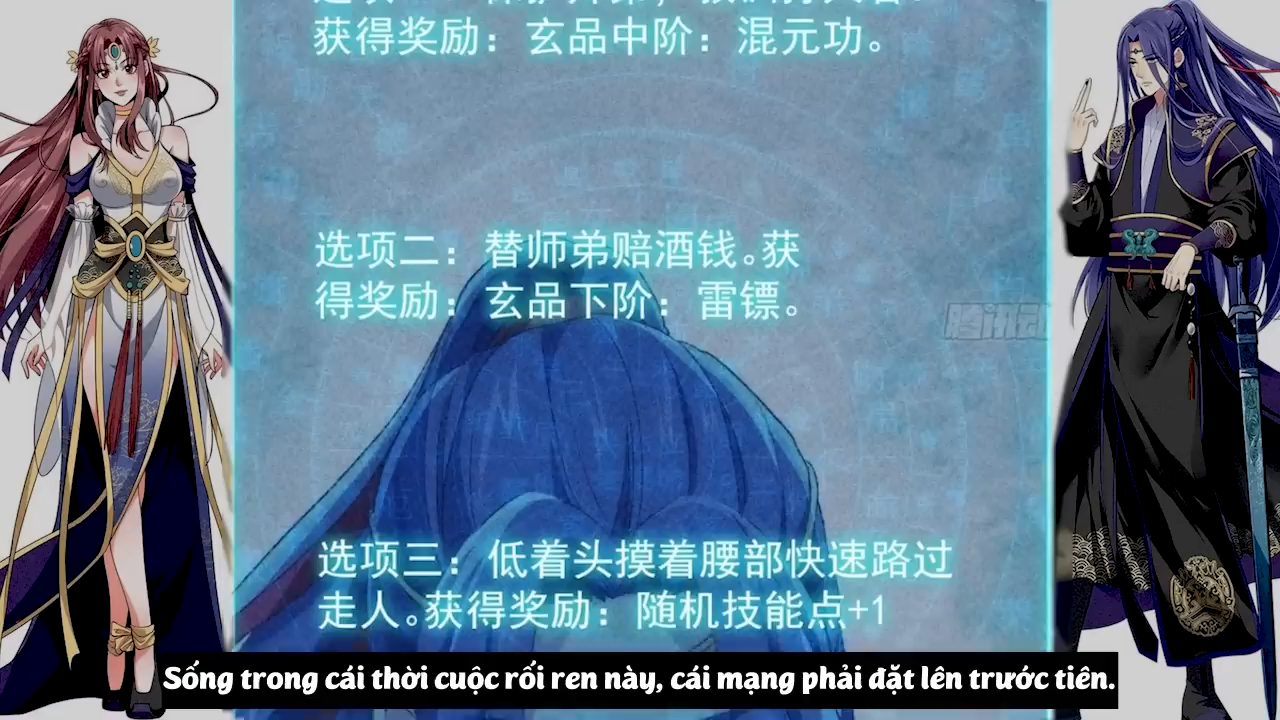 获得奖励：玄品中阶：混元功。
选项二：替师弟赔酒钱。获
得奖励：玄品下阶：雷镖。
腾讯动
选项三：低着头摸着腰部快速路过
走人。获得奖励：随机技能点+1
Sống trong cái thời cuộc rối ren này, cái mạng phải đặt lên trước tiên.